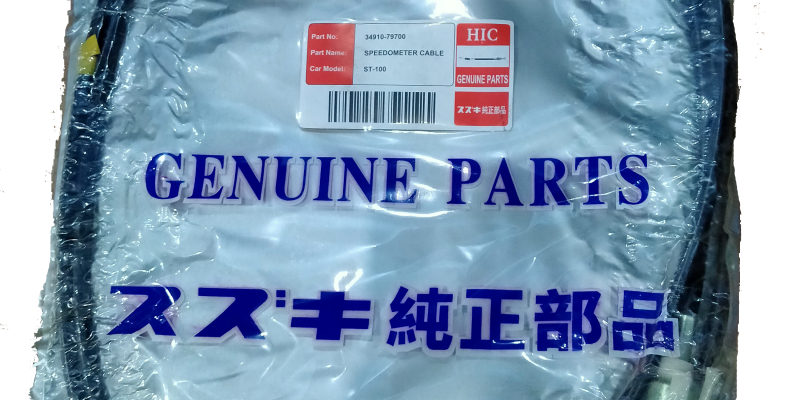 Part No: 34910-79700
Part Name: SPEEDOMETER CABLE
Car Model: ST-100
HIC
GENUINE PARTS
スズキ純正部品
GENUINE PARTS
スズキ純正部品